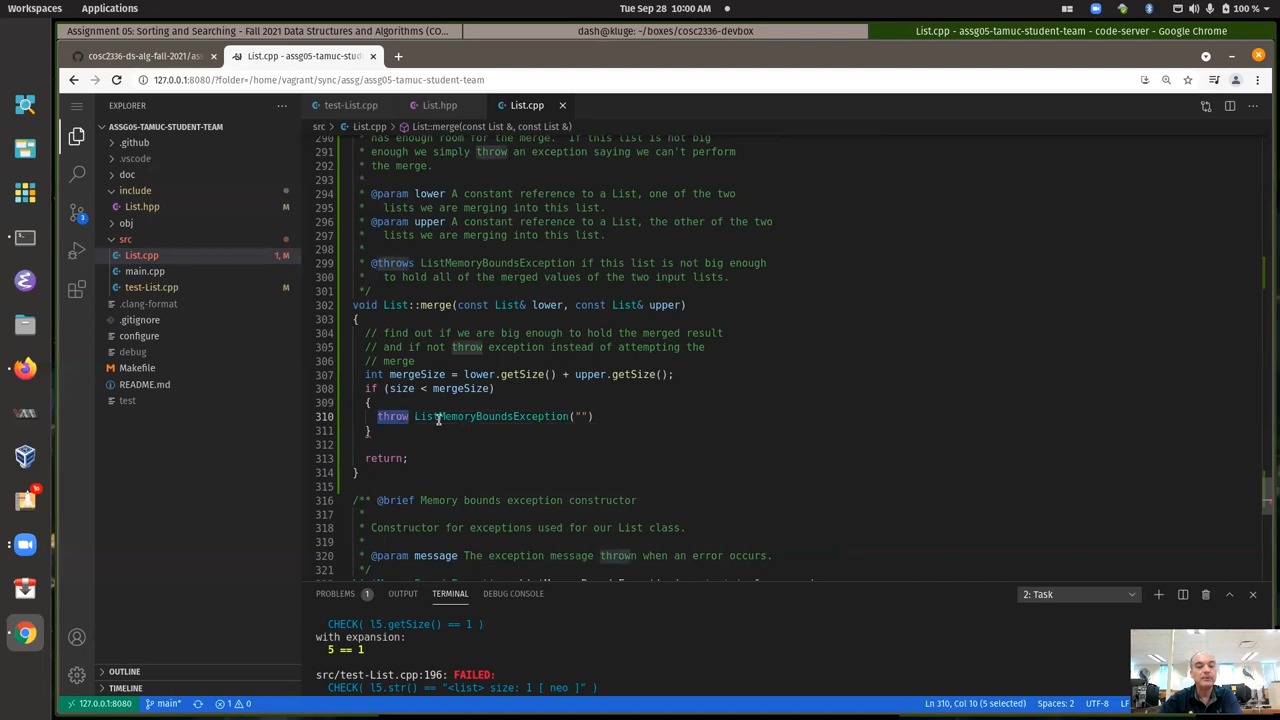 Workspaces
Applications
Tue Sep 28 10:00 AM
100 %
Assignment 05: Sorting and Searching - Fall 2021 Data Structures and Algorithms (CO...
dash@kluge: ~/boxes/cosc2336-devbox
List.cpp - assg05-tamuc-student-team - code-server - Google Chrome
cosc2336-ds-alg-fall-2021/as
List.cpp - assg05-tamuc-stud
127.0.0.1:8080/?folder=/home/vagrant/sync/assg/assg05-tamuc-student-team
EXPLORER
test-List.cpp
List.hpp
List.cpp
ASSG05-TAMUC-STUDENT-TEAM
.github
.vscode
doc
include
List.hpp M
obj
src
List.cpp 1, M
main.cpp
test-List.cpp M
.clang-format
.gitignore
configure
debug
Makefile
README.md
test
OUTLINE
TIMELINE
src > List.cpp > List::merge(const List &, const List &)
290 * has enough room for the merge. If this list is not big
291 * enough we simply throw an exception saying we can't perform
292 * the merge.
293 *
294 * @param lower A constant reference to a List, one of the two
295 * lists we are merging into this list.
296 * @param upper A constant reference to a List, the other of the two
297 * lists we are merging into this list.
298 *
299 * @throws ListMemoryBoundsException if this list is not big enough
300 * to hold all of the merged values of the two input lists.
301 */
302 void List::merge(const List& lower, const List& upper)
303 {
304 // find out if we are big enough to hold the merged result
305 // and if not throw exception instead of attempting the
306 // merge
307 int mergeSize = lower.getSize() + upper.getSize();
308 if (size < mergeSize)
309 {
310 throw ListMemoryBoundsException("")
311 }
312
313 return;
314 }
315
316 /** @brief Memory bounds exception constructor
317 *
318 * Constructor for exceptions used for our List class.
319 *
320 * @param message The exception message thrown when an error occurs.
321 */
PROBLEMS 1
OUTPUT
TERMINAL
DEBUG CONSOLE
2: Task
CHECK( l5.getSize() == 1 )
with expansion:
5 == 1
src/test-List.cpp:196: FAILED:
CHECK( l5.str() == "<list> size: 1 [ neo ]" )
127.0.0.1:8080
main*
1 0
Ln 310, Col 10 (5 selected)
Spaces: 2
UTF-8
LF